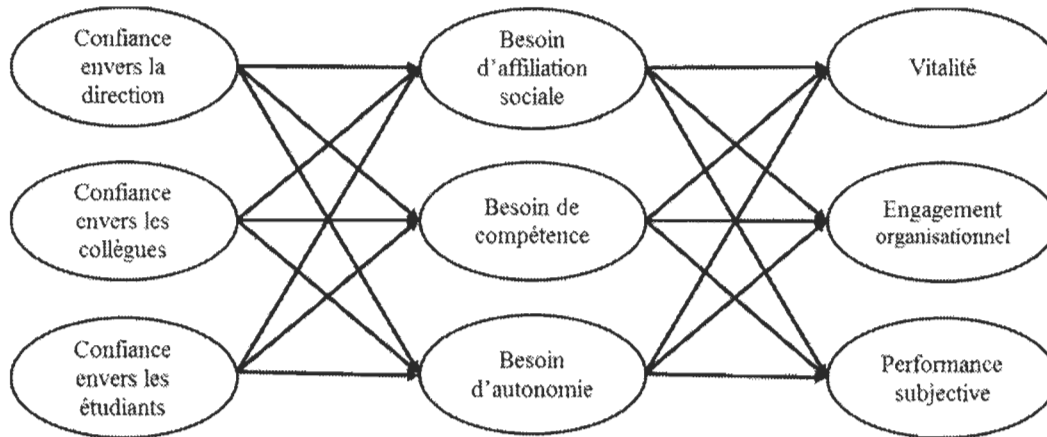 Confiance
envers la
direction
Besoin
d'affiliation
sociale
Vitalité
Confiance
envers les
collègues
Besoin de
compétence
Engagement
organisationnel
Confiance
envers les
étudiants
Besoin
d'autonomie
Performance
subjective